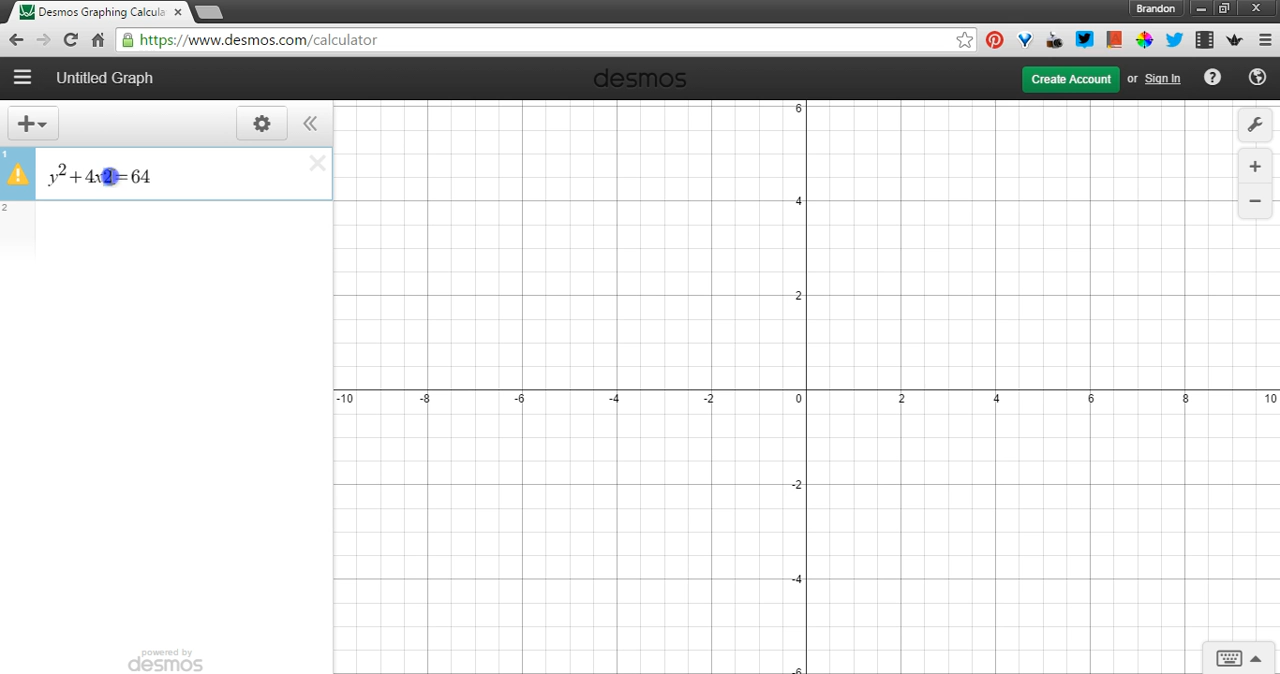 Desmos Graphing Calcula
Brandon
https://www.desmos.com/calculator
Untitled Graph
desmos
Create Account or Sign In
1
y²+4x2=64
2
powered by
desmos
6
4
2
-10 -8 -6 -4 -2 0 2 4 6 8 10
-2
-4
-6